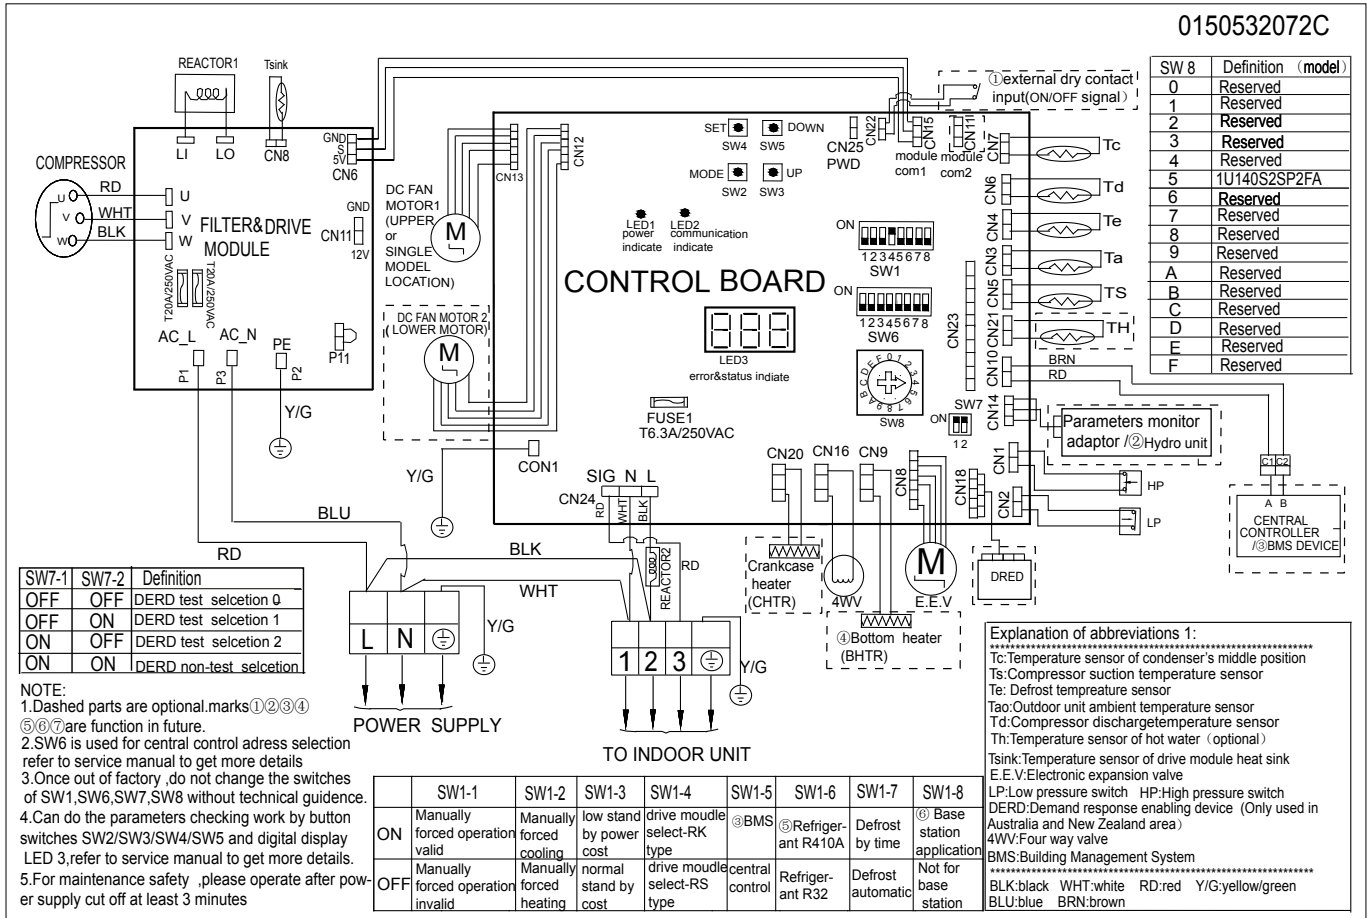 0150532072C
REACTOR1
Tsink
LI
LO
CN8
GND
S
5V
CN6
COMPRESSOR
RD
WHT
BLK
U
V
W
U
V
W
FILTER&DRIVE
MODULE
GND
CN11
12V
T20A/250VAC
T20A/250VAC
AC_L
AC_N
PE
P11
P1
P3
P2
Y/G
DC FAN
MOTOR1
(UPPER
or
SINGLE
MODEL
LOCATION)
M
DC FAN MOTOR 2
(LOWER MOTOR)
M
CN13
CN12
SET
SW4
DOWN
SW5
MODE
SW2
UP
SW3
LED1
power
indicate
LED2
communication
indicate
CN25
PWD
CN22
CN15
module
com1
CN11
module
com2
①external dry contact
input(ON/OFF signal)
CONTROL BOARD
ON
12345678
SW1
ON
12345678
SW6
LED3
error&status indiate
FUSE1
T6.3A/250VAC
0 1 2 3 4 5 6 7 8 9 A B C D E F
SW8
SW7
ON
1 2
CN23
CN7
Tc
CN6
Td
CN4
Te
CN3
Ta
CN5
TS
CN21
TH
CN10
BRN
RD
CN14
Parameters monitor
adaptor /②Hydro unit
CN1
HP
CN2
LP
C1 C2
A B
CENTRAL
CONTROLLER
/③BMS DEVICE
CON1
Y/G
SIG N L
CN24
RD
WHT
BLK
REACTOR2
RD
CN20
CN16
CN9
CN8
CN18
Crankcase
heater
(CHTR)
4WV
M
E.E.V
DRED
④Bottom heater
(BHTR)
BLU
RD
BLK
WHT
L N
Y/G
POWER SUPPLY
1 2 3
Y/G
TO INDOOR UNIT
SW 8 Definition (model)
0 Reserved
1 Reserved
2 Reserved
3 Reserved
4 Reserved
5 1U140S2SP2FA
6 Reserved
7 Reserved
8 Reserved
9 Reserved
A Reserved
B Reserved
C Reserved
D Reserved
E Reserved
F Reserved
SW7-1 SW7-2 Definition
OFF OFF DERD test selcetion 0
OFF ON DERD test selcetion 1
ON OFF DERD test selcetion 2
ON ON DERD non-test selcetion
NOTE:
1.Dashed parts are optional.marks①②③④
⑤⑥⑦are function in future.
2.SW6 is used for central control adress selection
refer to service manual to get more details
3.Once out of factory ,do not change the switches
of SW1,SW6,SW7,SW8 without technical guidence.
4.Can do the parameters checking work by button
switches SW2/SW3/SW4/SW5 and digital display
LED 3,refer to service manual to get more details.
5.For maintenance safety ,please operate after pow-
er supply cut off at least 3 minutes
SW1-1 SW1-2 SW1-3 SW1-4 SW1-5 SW1-6 SW1-7 SW1-8
ON
Manually
forced operation
valid
Manually
forced
cooling
low stand
by power
cost
drive moudle
select-RK
type
③BMS
⑤Refriger-
ant R410A
Defrost
by time
⑥ Base
station
application
OFF
Manually
forced operation
invalid
Manually
forced
heating
normal
stand by
cost
drive moudle
select-RS
type
central
control
Refriger-
ant R32
Defrost
automatic
Not for
base
station
Explanation of abbreviations 1:
Tc:Temperature sensor of condenser's middle position
Ts:Compressor suction temperature sensor
Te: Defrost tempreature sensor
Tao:Outdoor unit ambient temperature sensor
Td:Compressor dischargetemperature sensor
Th:Temperature sensor of hot water (optional)
Tsink:Temperature sensor of drive module heat sink
E.E.V:Electronic expansion valve
LP:Low pressure switch HP:High pressure switch
DERD:Demand response enabling device (Only used in
Australia and New Zealand area)
4WV:Four way valve
BMS:Building Management System
BLK:black WHT:white RD:red Y/G:yellow/green
BLU:blue BRN:brown